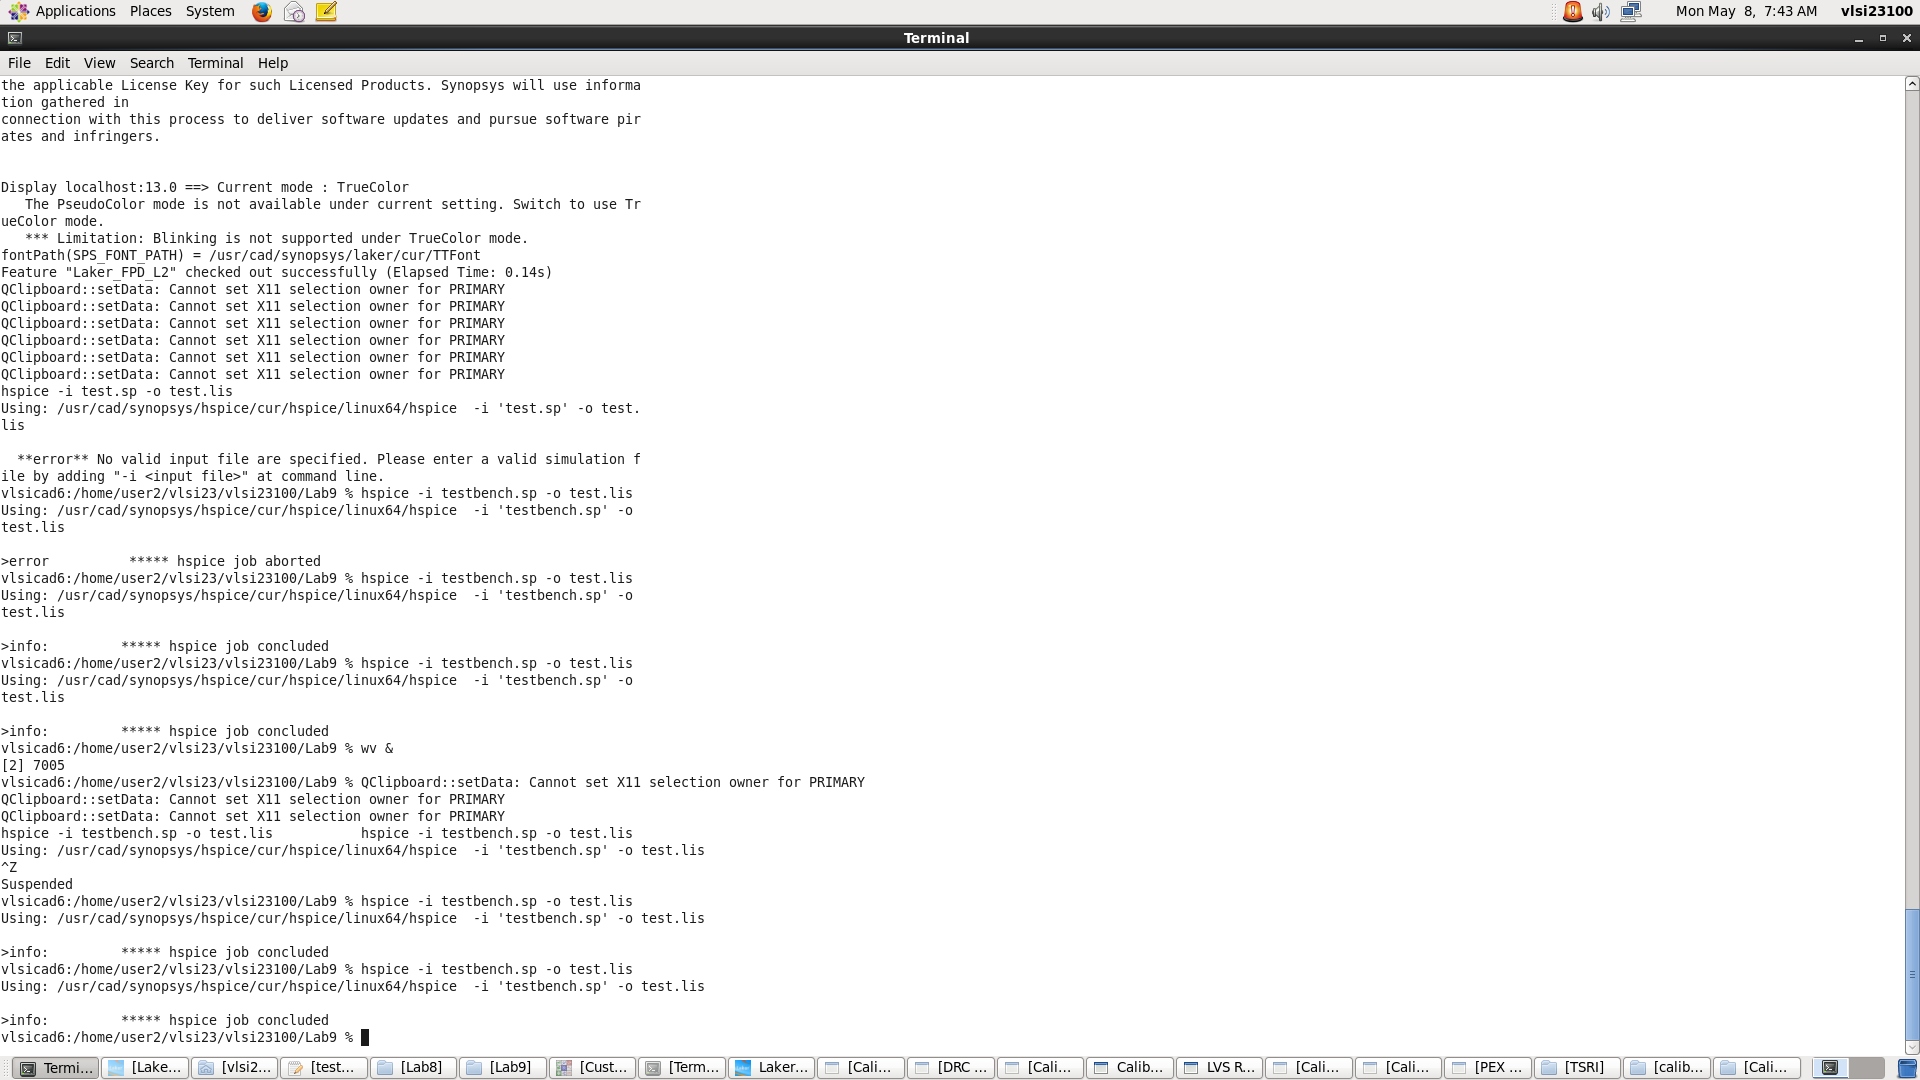 Applications Places System Mon May 8, 7:43 AM vlsi23100
Terminal
File Edit View Search Terminal Help
the applicable License Key for such Licensed Products. Synopsys will use informa
tion gathered in
connection with this process to deliver software updates and pursue software pir
ates and infringers.
Display localhost:13.0 ==> Current mode : TrueColor
The PseudoColor mode is not available under current setting. Switch to use Tr
ueColor mode.
*** Limitation: Blinking is not supported under TrueColor mode.
fontPath(SPS_FONT_PATH) = /usr/cad/synopsys/laker/cur/TTFont
Feature "Laker_FPD_L2" checked out successfully (Elapsed Time: 0.14s)
QClipboard::setData: Cannot set X11 selection owner for PRIMARY
QClipboard::setData: Cannot set X11 selection owner for PRIMARY
QClipboard::setData: Cannot set X11 selection owner for PRIMARY
QClipboard::setData: Cannot set X11 selection owner for PRIMARY
QClipboard::setData: Cannot set X11 selection owner for PRIMARY
QClipboard::setData: Cannot set X11 selection owner for PRIMARY
hspice -i test.sp -o test.lis
Using: /usr/cad/synopsys/hspice/cur/hspice/linux64/hspice -i 'test.sp' -o test.
lis
**error** No valid input file are specified. Please enter a valid simulation f
ile by adding "-i <input file>" at command line.
vlsicad6:/home/user2/vlsi23/vlsi23100/Lab9 % hspice -i testbench.sp -o test.lis
Using: /usr/cad/synopsys/hspice/cur/hspice/linux64/hspice -i 'testbench.sp' -o
test.lis
>error ***** hspice job aborted
vlsicad6:/home/user2/vlsi23/vlsi23100/Lab9 % hspice -i testbench.sp -o test.lis
Using: /usr/cad/synopsys/hspice/cur/hspice/linux64/hspice -i 'testbench.sp' -o
test.lis
>info: ***** hspice job concluded
vlsicad6:/home/user2/vlsi23/vlsi23100/Lab9 % hspice -i testbench.sp -o test.lis
Using: /usr/cad/synopsys/hspice/cur/hspice/linux64/hspice -i 'testbench.sp' -o
test.lis
>info: ***** hspice job concluded
vlsicad6:/home/user2/vlsi23/vlsi23100/Lab9 % wv &
[2] 7005
vlsicad6:/home/user2/vlsi23/vlsi23100/Lab9 % QClipboard::setData: Cannot set X11 selection owner for PRIMARY
QClipboard::setData: Cannot set X11 selection owner for PRIMARY
QClipboard::setData: Cannot set X11 selection owner for PRIMARY
hspice -i testbench.sp -o test.lis hspice -i testbench.sp -o test.lis
Using: /usr/cad/synopsys/hspice/cur/hspice/linux64/hspice -i 'testbench.sp' -o test.lis
^Z
Suspended
vlsicad6:/home/user2/vlsi23/vlsi23100/Lab9 % hspice -i testbench.sp -o test.lis
Using: /usr/cad/synopsys/hspice/cur/hspice/linux64/hspice -i 'testbench.sp' -o test.lis
>info: ***** hspice job concluded
vlsicad6:/home/user2/vlsi23/vlsi23100/Lab9 % hspice -i testbench.sp -o test.lis
Using: /usr/cad/synopsys/hspice/cur/hspice/linux64/hspice -i 'testbench.sp' -o test.lis
>info: ***** hspice job concluded
vlsicad6:/home/user2/vlsi23/vlsi23100/Lab9 %
Termi... [Lake... [vlsi2... [test... [Lab8] [Lab9] [Cust... [Term... Laker... [Cali... [DRC ... [Cali... Calib... LVS R... [Cali... [Cali... [PEX ... [TSRI] [calib... [Cali...